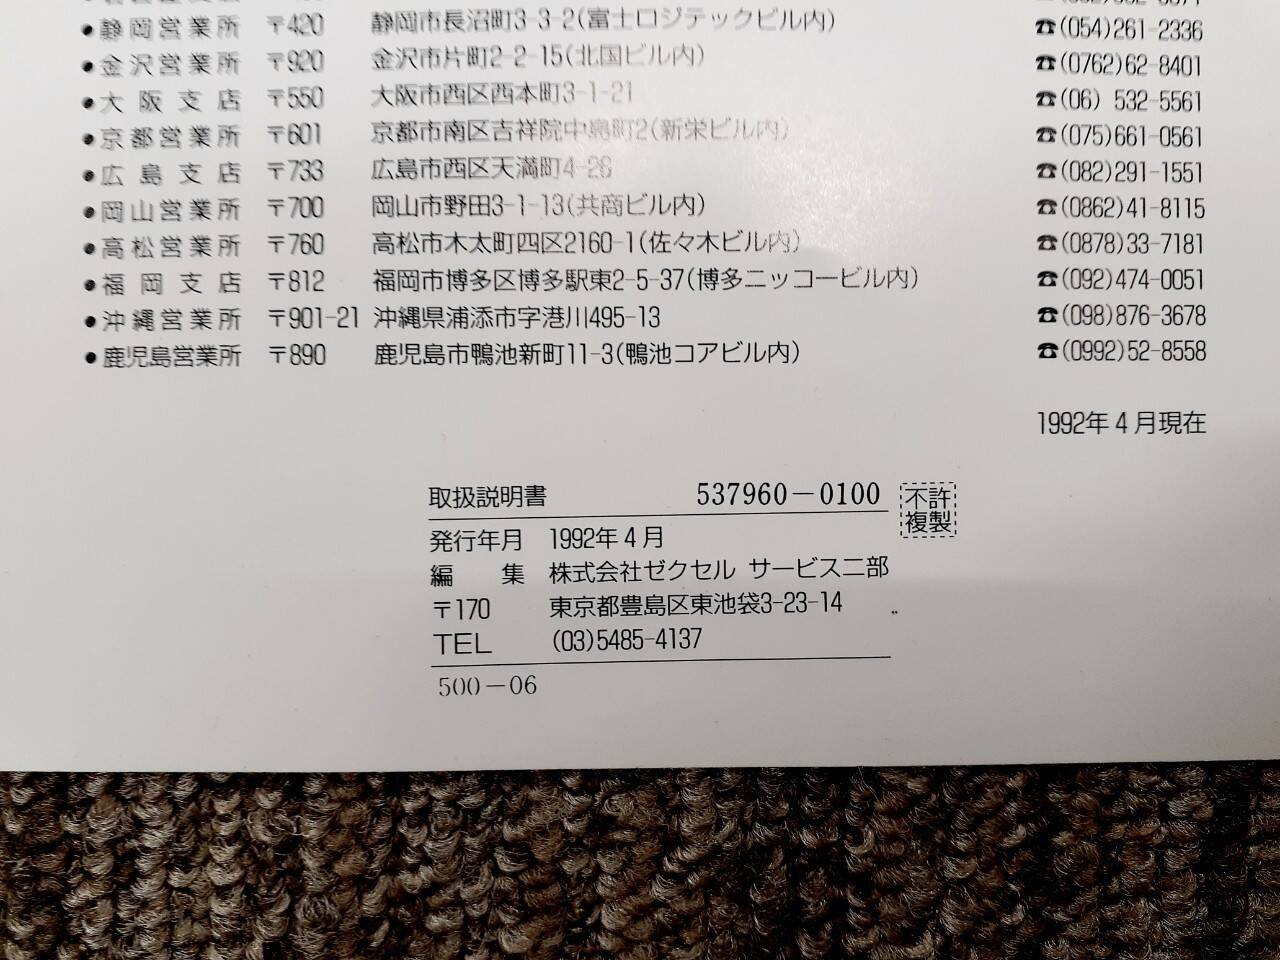 ●静岡営業所 〒420 静岡市長沼町3-3-2(富士ロジテックビル内) ☎(054)261-2336
●金沢営業所 〒920 金沢市片町2-2-15(北国ビル内) ☎(0762)62-8401
●大阪支店 〒550 大阪市西区西本町3-1-21 ☎(06) 532-5561
●京都営業所 〒601 京都市南区吉祥院中島町2(新栄ビル内) ☎(075)661-0561
●広島支店 〒733 広島市西区天満町4-26 ☎(082)291-1551
●岡山営業所 〒700 岡山市野田3-1-13(共商ビル内) ☎(0862)41-8115
●高松営業所 〒760 高松市木太町四区2160-1(佐々木ビル内) ☎(0878)33-7181
●福岡支店 〒812 福岡市博多区博多駅東2-5-37(博多ニッコービル内) ☎(092)474-0051
●沖縄営業所 〒901-21 沖縄県浦添市字港川495-13 ☎(098)876-3678
●鹿児島営業所 〒890 鹿児島市鴨池新町11-3(鴨池コアビル内) ☎(0992)52-8558
1992年4月現在
取扱説明書 537960-0100
不許
複製
発行年月 1992年4月
編集 株式会社ゼクセル サービス二部
〒170 東京都豊島区東池袋3-23-14
TEL (03)5485-4137
500-06